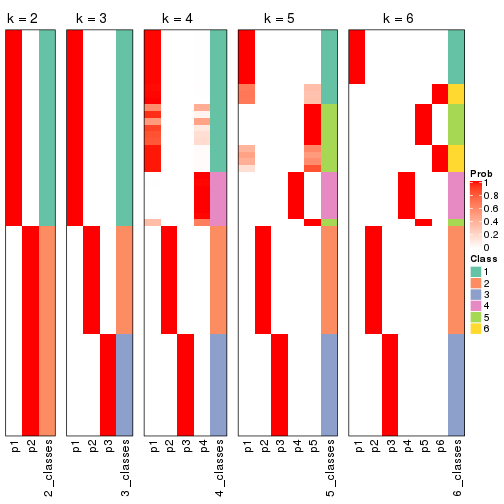 k = 2
k = 3
k = 4
k = 5
k = 6
Prob
1
0.8
0.6
0.4
0.2
0
Class
1
2
3
4
5
6
p1
p2
2_classes
p1
p2
p3
3_classes
p1
p2
p3
p4
4_classes
p1
p2
p3
p4
p5
5_classes
p1
p2
p3
p4
p5
p6
6_classes